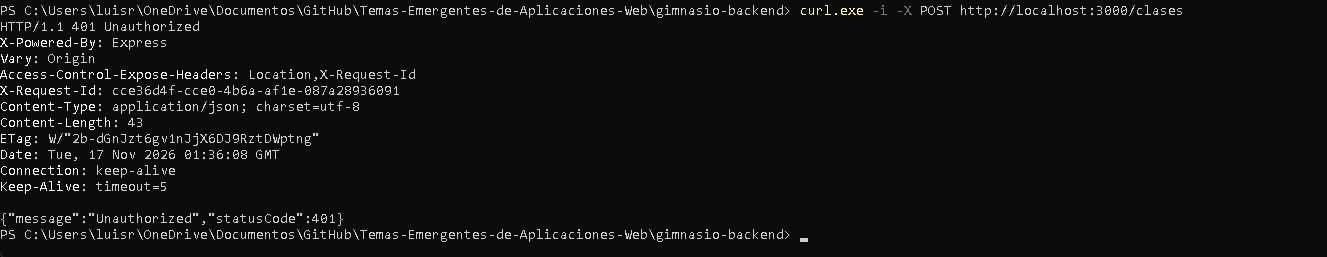 PS C:\Users\luisr\OneDrive\Documentos\GitHub\Temas-Emergentes-de-Aplicaciones-Web\gimnasio-backend> curl.exe -i -X POST http://localhost:3000/clases
HTTP/1.1 401 Unauthorized
X-Powered-By: Express
Vary: Origin
Access-Control-Expose-Headers: Location,X-Request-Id
X-Request-Id: cce36d4f-cce0-4b6a-af1e-087a28936091
Content-Type: application/json; charset=utf-8
Content-Length: 43
ETag: W/"2b-dGnJzt6gv1nJjX6DJ9RztDWptng"
Date: Tue, 17 Nov 2026 01:36:08 GMT
Connection: keep-alive
Keep-Alive: timeout=5
{"message":"Unauthorized","statusCode":401}
PS C:\Users\luisr\OneDrive\Documentos\GitHub\Temas-Emergentes-de-Aplicaciones-Web\gimnasio-backend>